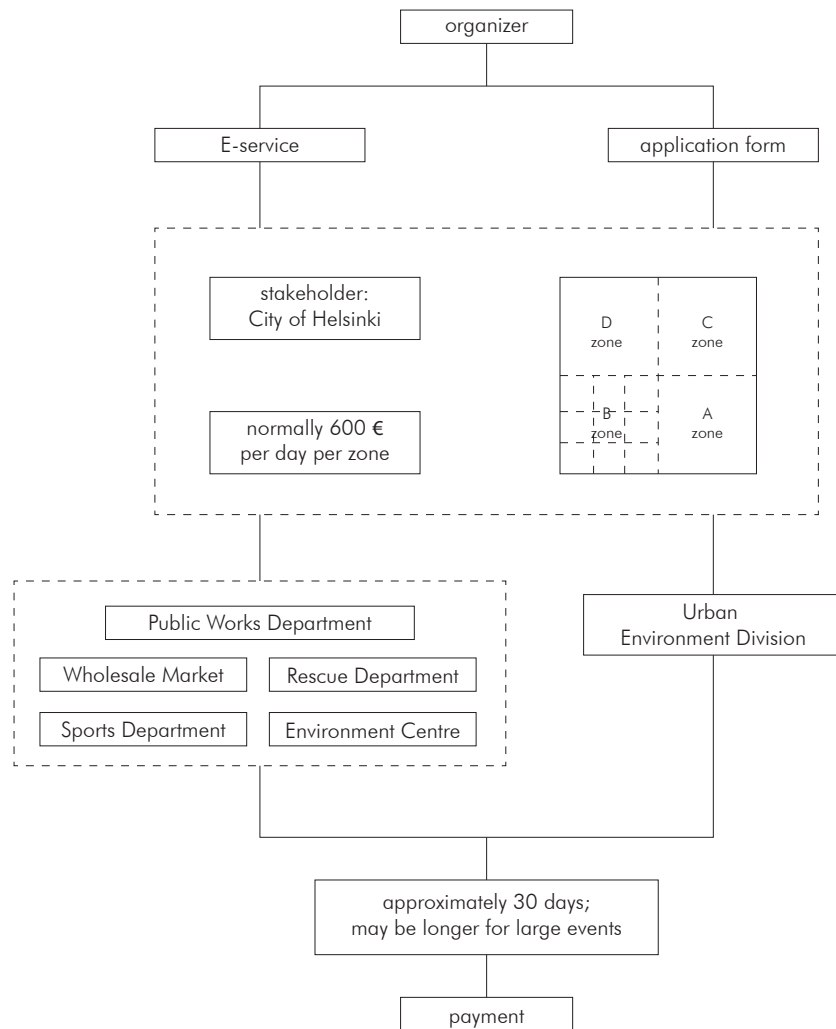 organizer
E-service
application form
stakeholder:
City of Helsinki
normally 600 €
per day per zone
D
zone
C
zone
B
zone
A
zone
Public Works Department
Wholesale Market
Rescue Department
Sports Department
Environment Centre
Urban
Environment Division
approximately 30 days;
may be longer for large events
payment